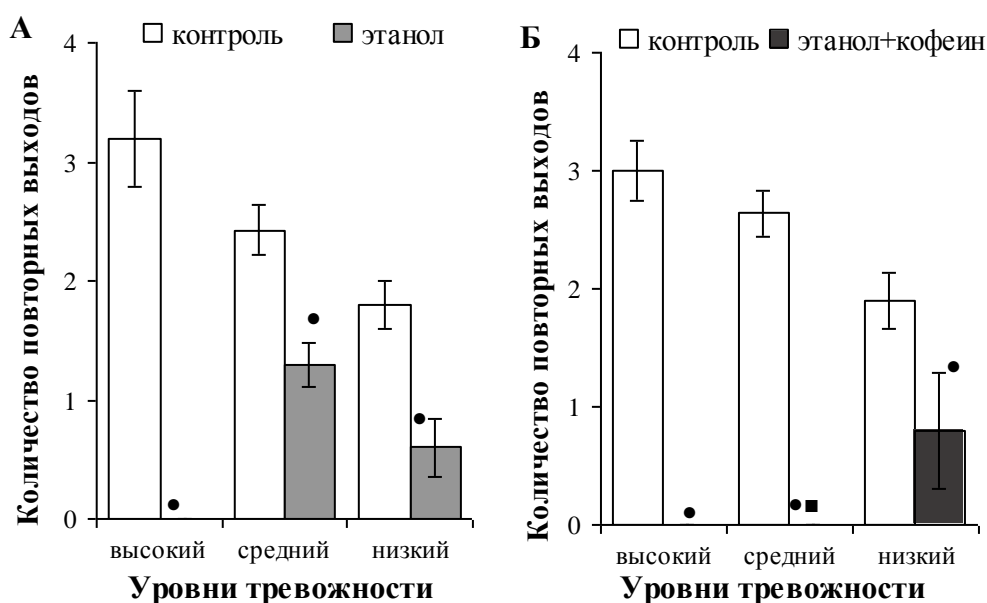 А
контроль этанол
Количество повторных выходов
4
3
2
1
0
высокий средний низкий
Уровни тревожности
Б
контроль этанол+кофеин
Количество повторных выходов
4
3
2
1
0
высокий средний низкий
Уровни тревожности